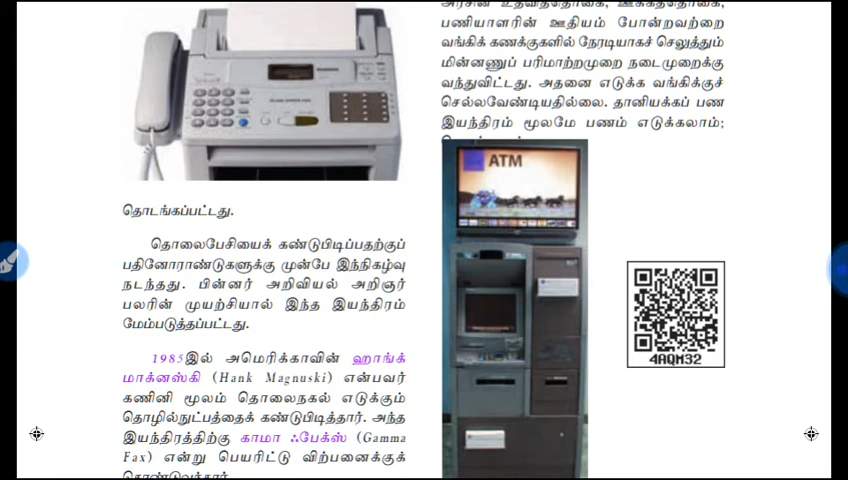 தொடங்கப்பட்டது.
தொலைபேசியைக் கண்டுபிடிப்பதற்குப்
பதினோராண்டுகளுக்கு முன்பே இந்நிகழ்வு
நடந்தது. பின்னர் அறிவியல் அறிஞர்
பலரின் முயற்சியால் இந்த இயந்திரம்
மேம்படுத்தப்பட்டது.
1985இல் அமெரிக்காவின் ஹாங்க்
மாக்னஸ்கி (Hank Magnuski) என்பவர்
கணினி மூலம் தொலைநகல் எடுக்கும்
தொழில்நுட்பத்தைக் கண்டுபிடித்தார். அந்த
இயந்திரத்திற்கு காமா ஃபேக்ஸ் (Gamma
Fax) என்று பெயரிட்டு விற்பனைக்குக்
கொண்டுவந்தார்.
அரசின் உதவித்தொகை, ஊக்கத்தொகை,
பணியாளரின் ஊதியம் போன்றவற்றை
வங்கிக் கணக்குகளில் நேரடியாகச் செலுத்தும்
மின்னணுப் பரிமாற்றமுறை நடைமுறைக்கு
வந்துவிட்டது. அதனை எடுக்க வங்கிக்குச்
செல்லவேண்டியதில்லை. தானியக்கப் பண
இயந்திரம் மூலமே பணம் எடுக்கலாம்;
ATM
4AQM32